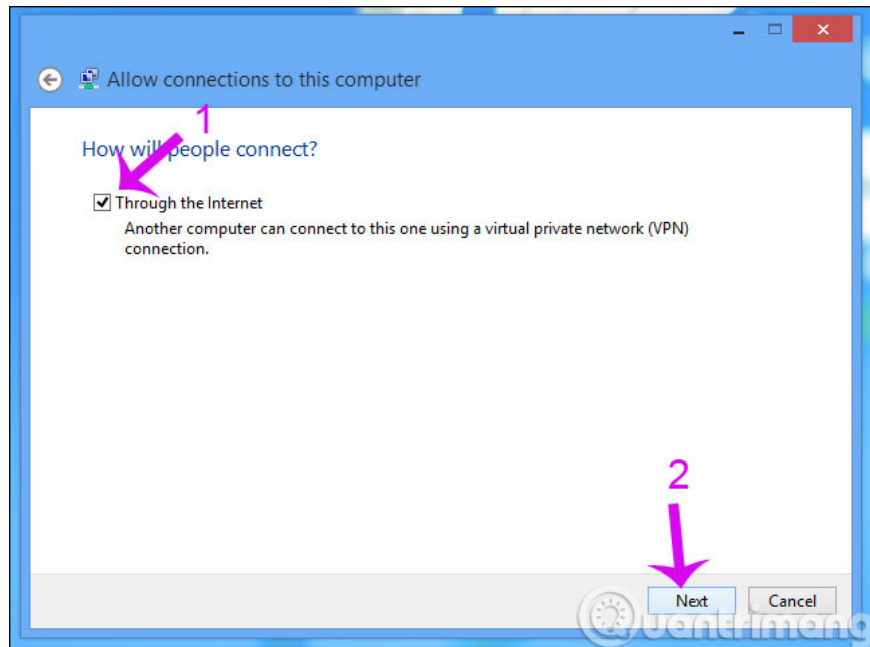 Allow connections to this computer
1
How will people connect?
Through the Internet
Another computer can connect to this one using a virtual private network (VPN)
connection.
2
Next
Cancel
Quantrimang